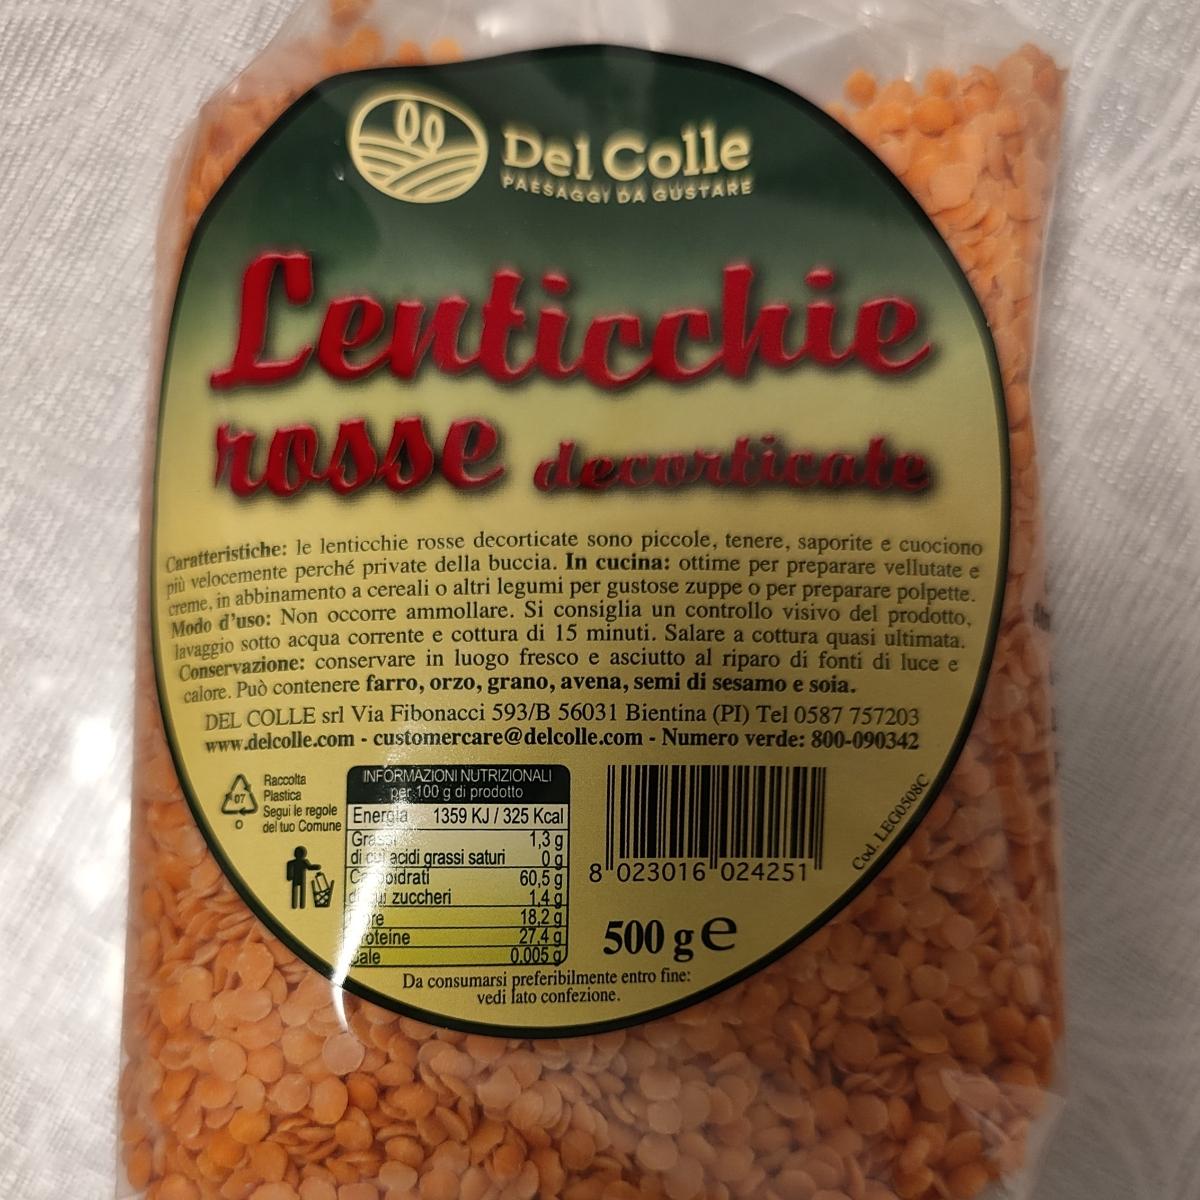 Del Colle
PAESAGGI DA GUSTARE
Lenticchie
rosse decorticate
Caratteristiche: le lenticchie rosse decorticate sono piccole, tenere, saporite e cuociono
più velocemente perché private della buccia. In cucina: ottime per preparare vellutate e
creme, in abbinamento a cereali o altri legumi per gustose zuppe o per preparare polpette.
Modo d'uso: Non occorre ammollare. Si consiglia un controllo visivo del prodotto,
lavaggio sotto acqua corrente e cottura di 15 minuti. Salare a cottura quasi ultimata.
Conservazione: conservare in luogo fresco e asciutto al riparo di fonti di luce e
calore. Può contenere farro, orzo, grano, avena, semi di sesamo e soia.
DEL COLLE srl Via Fibonacci 593/B 56031 Bientina (PI) Tel 0587 757203
www.delcolle.com - customercare@delcolle.com - Numero verde: 800-090342
07
Raccolta
Plastica
Segui le regole
del tuo Comune
INFORMAZIONI NUTRIZIONALI
per 100 g di prodotto
Energia 1359 KJ / 325 Kcal
Grassi 1,3 g
di cui acidi grassi saturi 0 g
Carboidrati 60,5 g
di cui zuccheri 1,4 g
18,2 g
27,4 g
Sale 0,005 g
8 023016 024251
Cod. LEG0508C
500 g e
Da consumarsi preferibilmente entro fine:
vedi lato confezione.